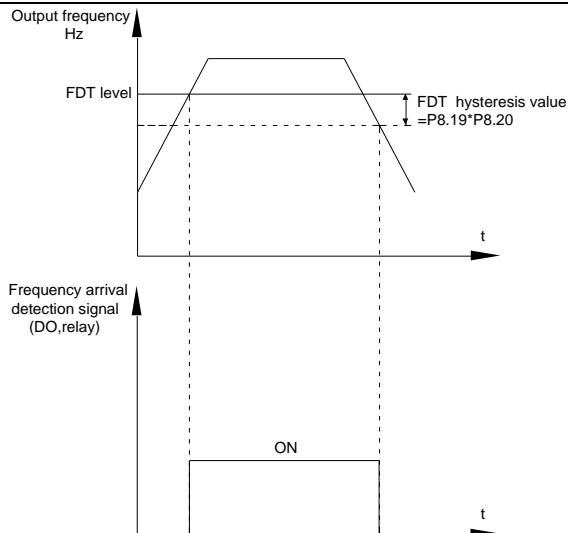 Output frequency
Hz
FDT level
FDT hysteresis value
=P8.19*P8.20
t
Frequency arrival
detection signal
(DO,relay)
ON
t